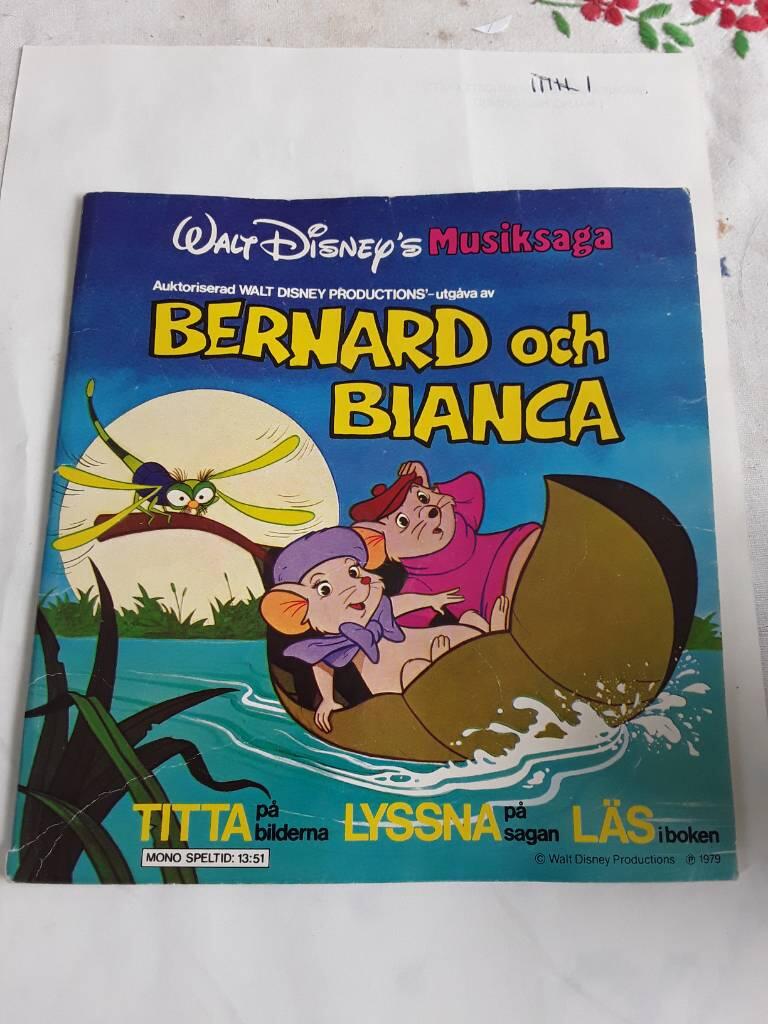 WALT DISNEY'S Musiksaga
Auktoriserad WALT DISNEY PRODUCTIONS'-utgåva av
BERNARD och
BIANCA
TITTA på bilderna LYSSNA på sagan LÄS i boken
MONO SPELTID: 13:51
© Walt Disney Productions ℗ 1979